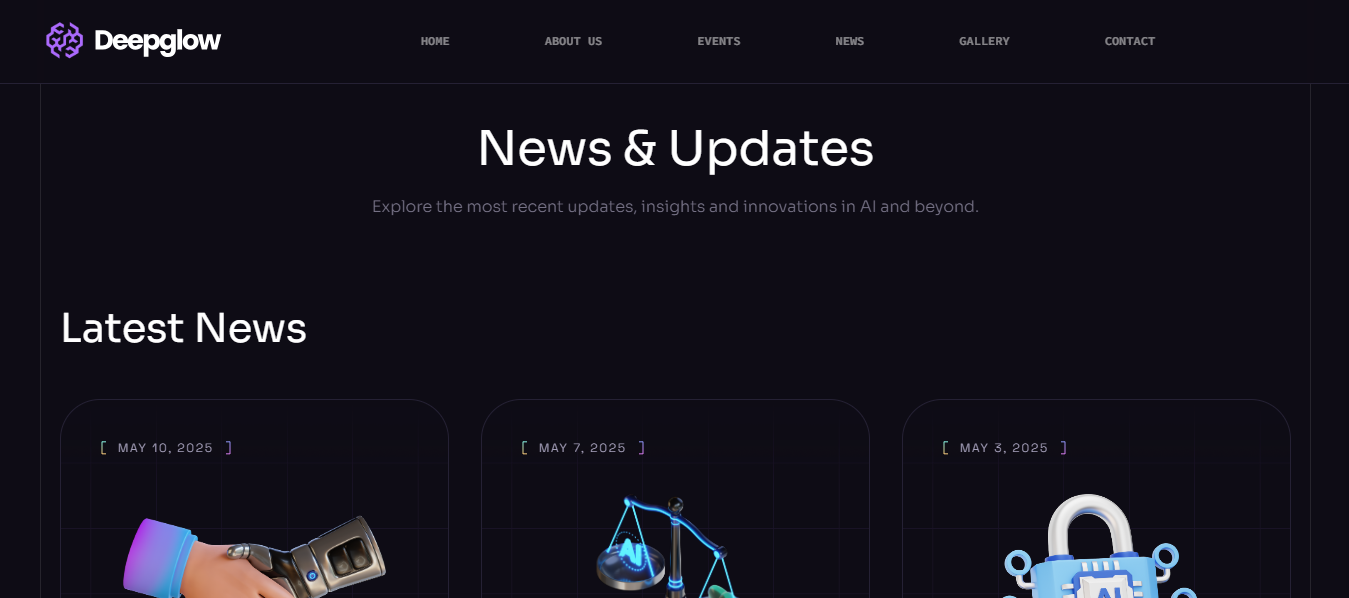 Deepglow
HOME ABOUT US EVENTS NEWS GALLERY CONTACT
News & Updates
Explore the most recent updates, insights and innovations in AI and beyond.
Latest News
[ MAY 10, 2025 ]
[ MAY 7, 2025 ]
[ MAY 3, 2025 ]
AI
AI